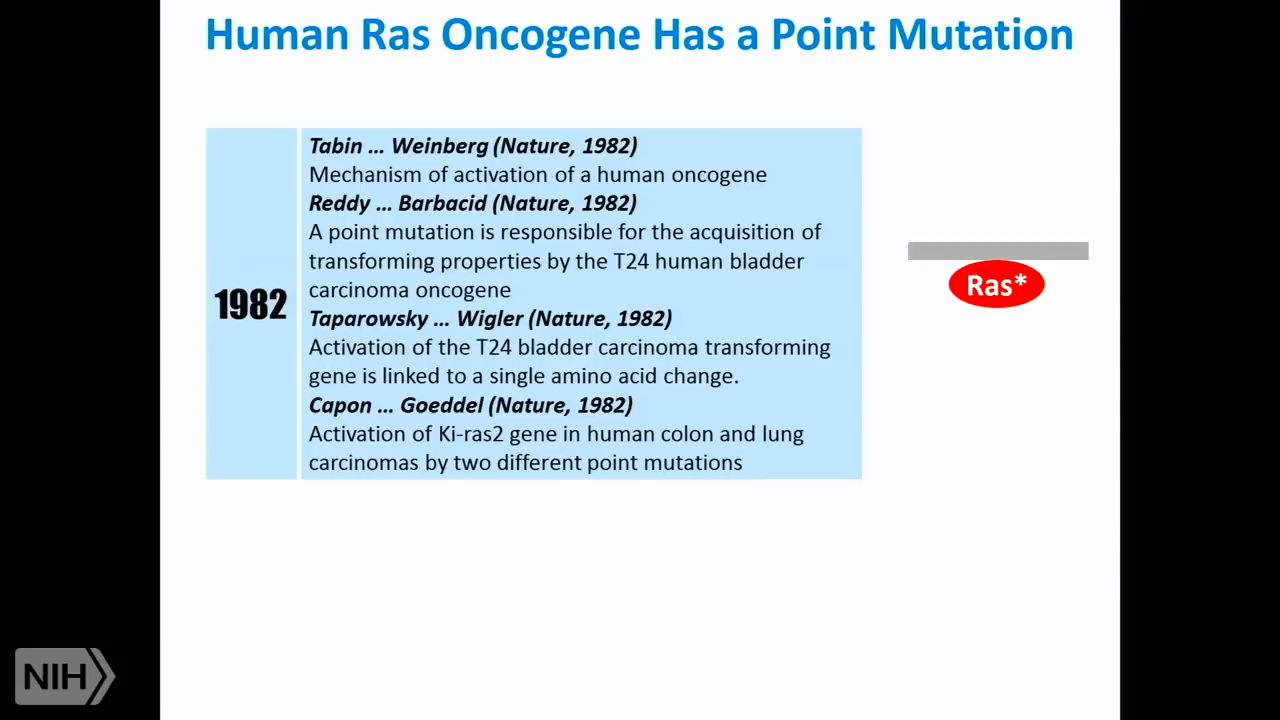 Human Ras Oncogene Has a Point Mutation
1982
Tabin ... Weinberg (Nature, 1982)
Mechanism of activation of a human oncogene
Reddy ... Barbacid (Nature, 1982)
A point mutation is responsible for the acquisition of
transforming properties by the T24 human bladder
carcinoma oncogene
Taparowsky ... Wigler (Nature, 1982)
Activation of the T24 bladder carcinoma transforming
gene is linked to a single amino acid change.
Capon ... Goeddel (Nature, 1982)
Activation of Ki-ras2 gene in human colon and lung
carcinomas by two different point mutations
Ras*
NIH